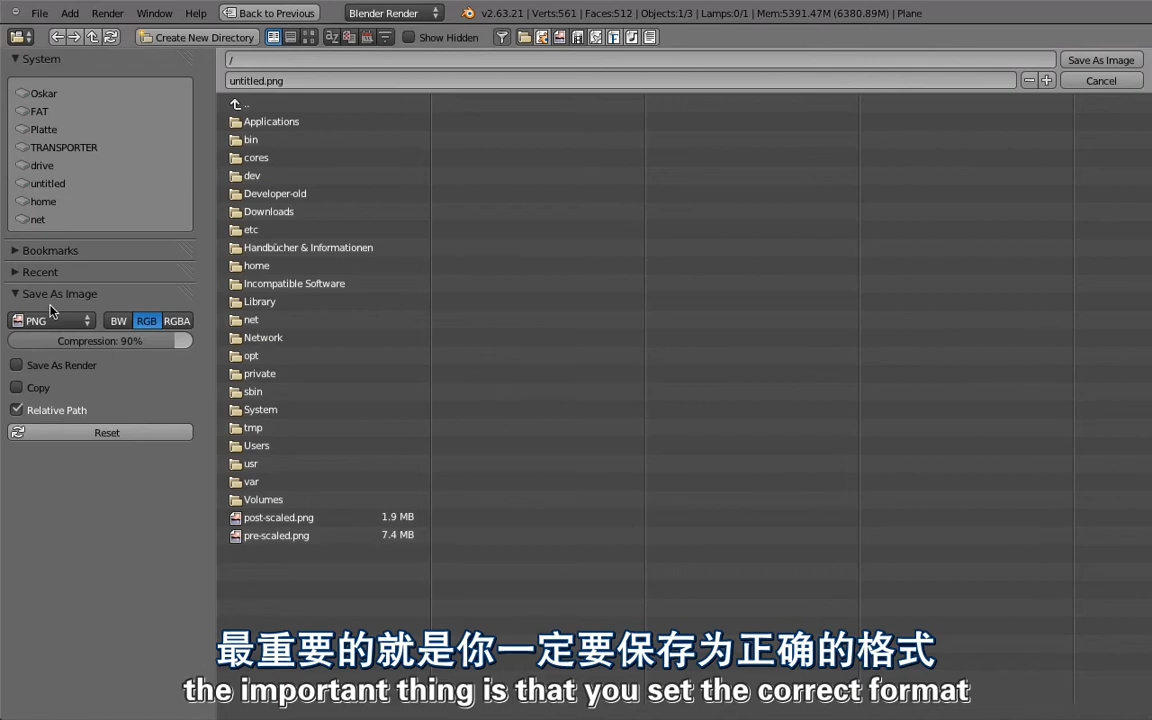 File Add Render Window Help Back to Previous Blender Render v2.63.21 | Verts:561 | Faces:512 | Objects:1/3 | Lamps:0/1 | Mem:5391.47M (6380.89M) | Plane
Create New Directory Show Hidden
System
Oskar
FAT
Platte
TRANSPORTER
drive
untitled
home
net
Bookmarks
Recent
Save As Image
PNG BW RGB RGBA
Compression: 90%
Save As Render
Copy
Relative Path
Reset
/ Save As Image
untitled.png Cancel
..
Applications
bin
cores
dev
Developer-old
Downloads
etc
Handbücher & Informationen
home
Incompatible Software
Library
net
Network
opt
private
sbin
System
tmp
Users
usr
var
Volumes
post-scaled.png 1.9 MB
pre-scaled.png 7.4 MB
最重要的就是你一定要保存为正确的格式
the important thing is that you set the correct format